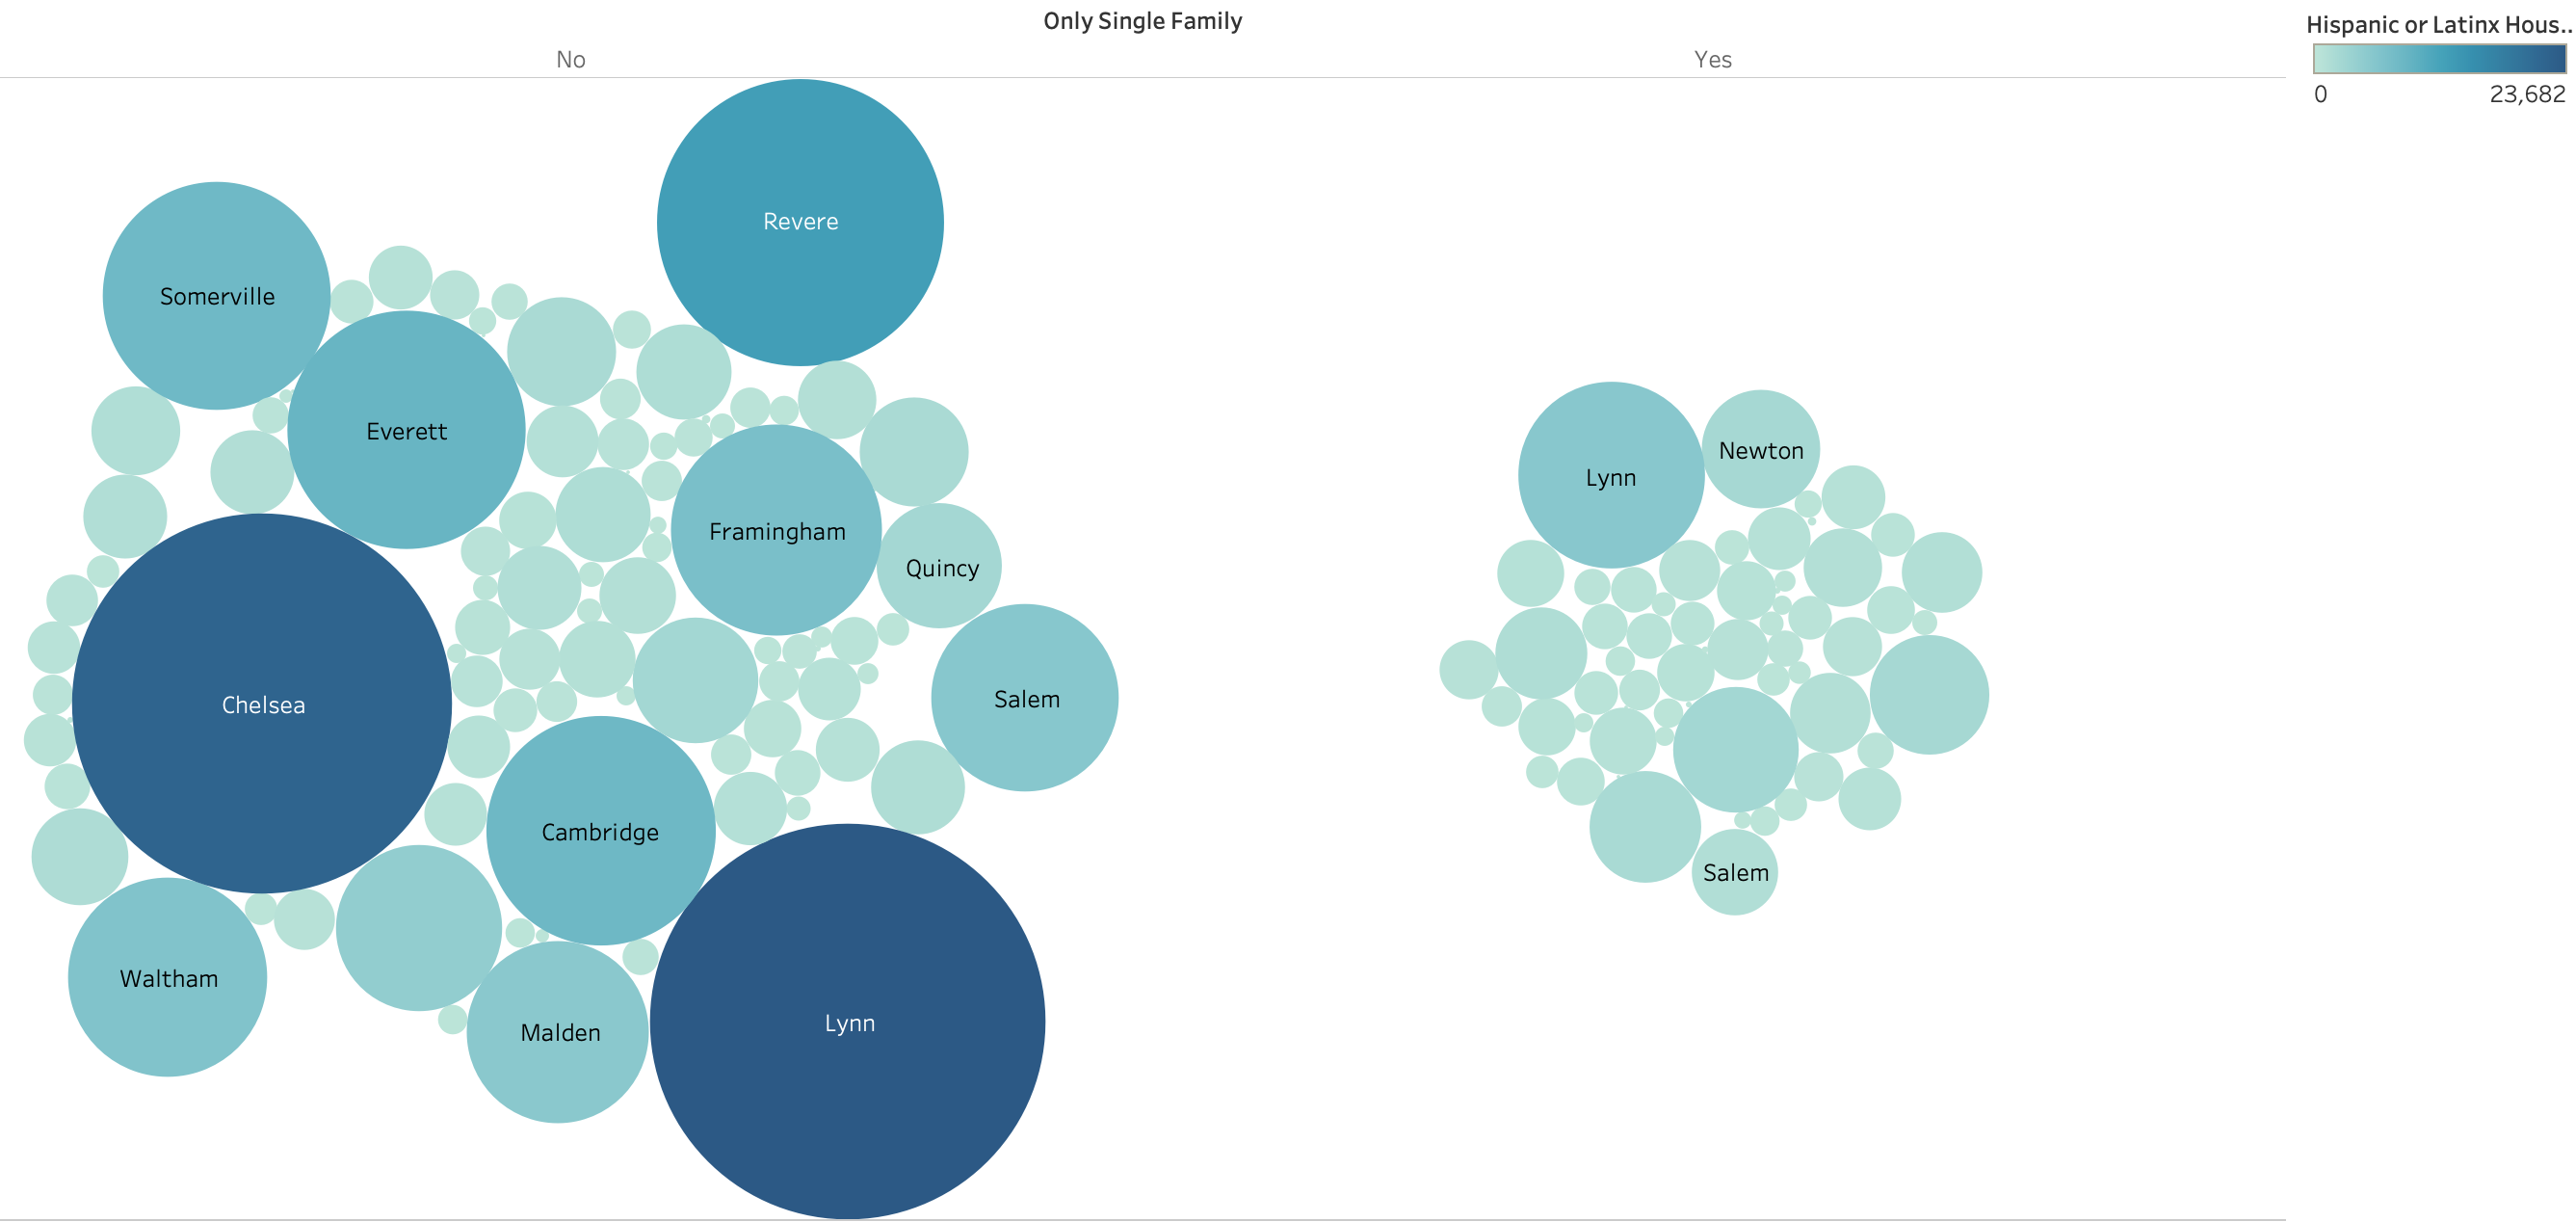 Only Single Family
Hispanic or Latinx Hous..
No
Yes
0
23,682
Revere
Somerville
Everett
Lynn
Newton
Framingham
Quincy
Salem
Chelsea
Cambridge
Salem
Waltham
Malden
Lynn